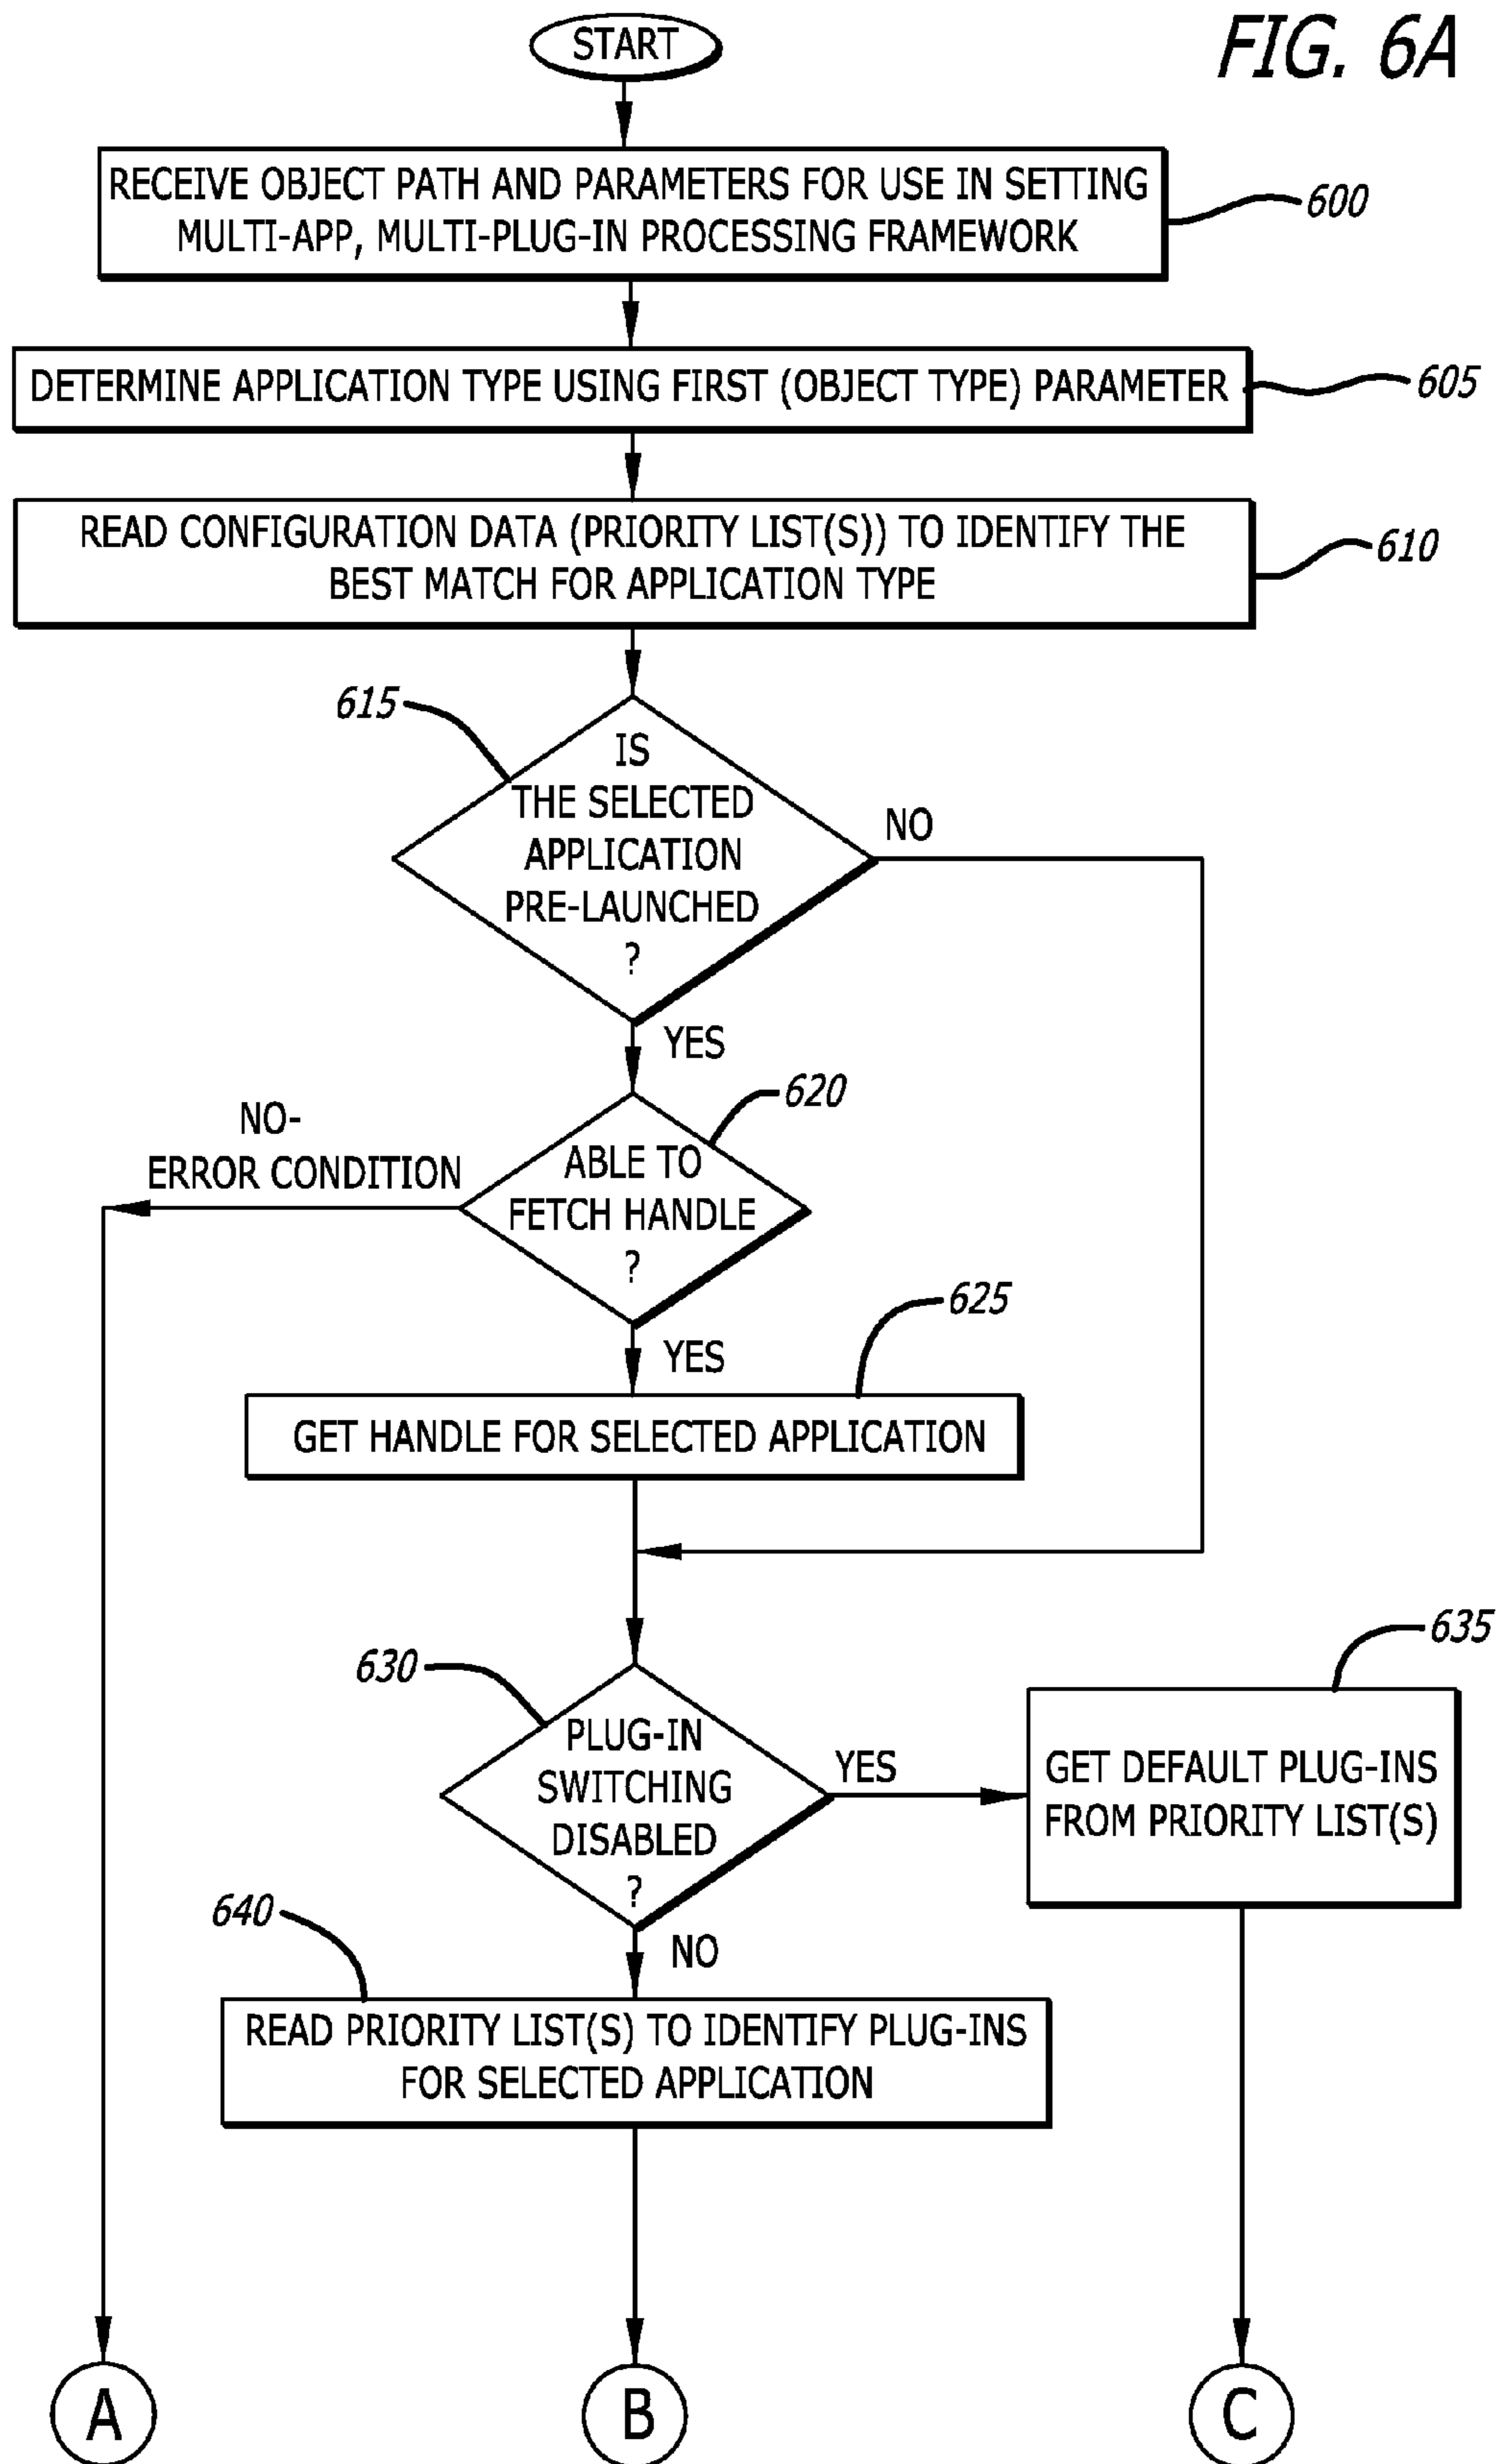 FIG. 6A
START
RECEIVE OBJECT PATH AND PARAMETERS FOR USE IN SETTING
MULTI-APP, MULTI-PLUG-IN PROCESSING FRAMEWORK
600
DETERMINE APPLICATION TYPE USING FIRST (OBJECT TYPE) PARAMETER
605
READ CONFIGURATION DATA (PRIORITY LIST(S)) TO IDENTIFY THE
BEST MATCH FOR APPLICATION TYPE
610
615
IS
THE SELECTED
APPLICATION
PRE-LAUNCHED
?
NO
YES
620
ABLE TO
FETCH HANDLE
?
NO-
ERROR CONDITION
YES
625
GET HANDLE FOR SELECTED APPLICATION
630
PLUG-IN
SWITCHING
DISABLED
?
YES
635
GET DEFAULT PLUG-INS
FROM PRIORITY LIST(S)
NO
640
READ PRIORITY LIST(S) TO IDENTIFY PLUG-INS
FOR SELECTED APPLICATION
A
B
C